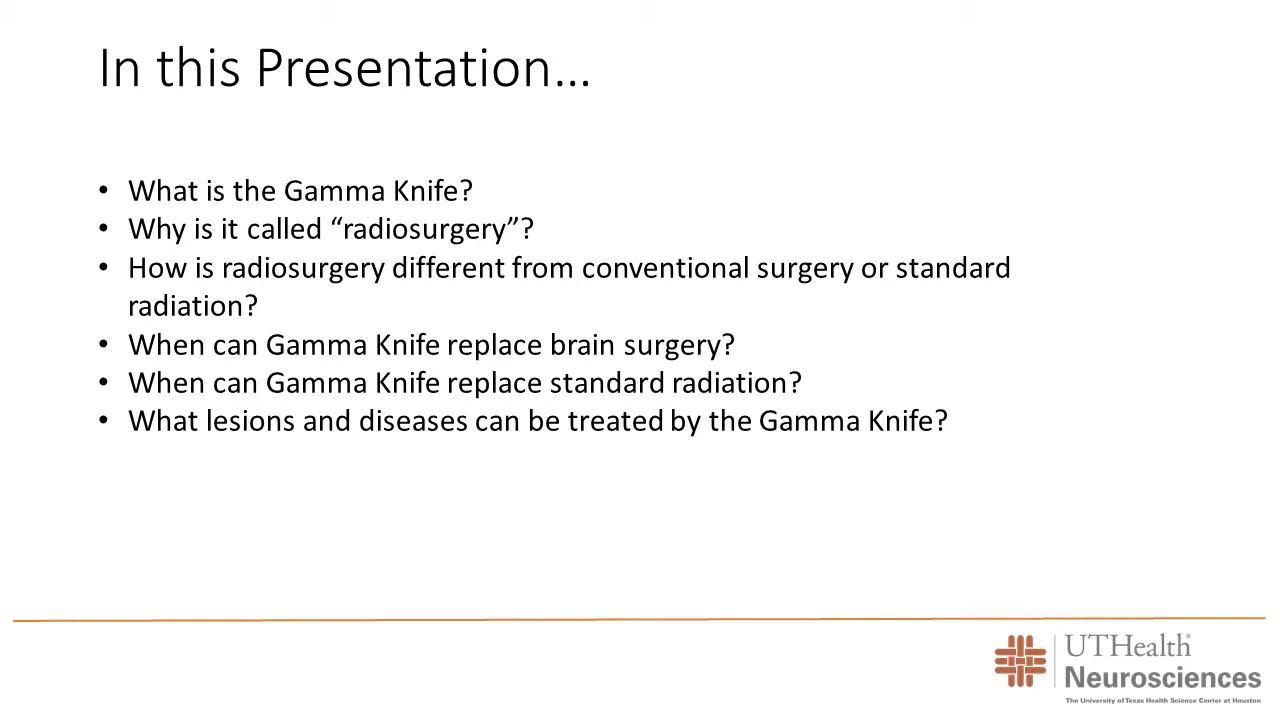 In this Presentation...
• What is the Gamma Knife?
• Why is it called “radiosurgery”?
• How is radiosurgery different from conventional surgery or standard
radiation?
• When can Gamma Knife replace brain surgery?
• When can Gamma Knife replace standard radiation?
• What lesions and diseases can be treated by the Gamma Knife?
UTHealth®
Neurosciences
The University of Texas Health Science Center at Houston